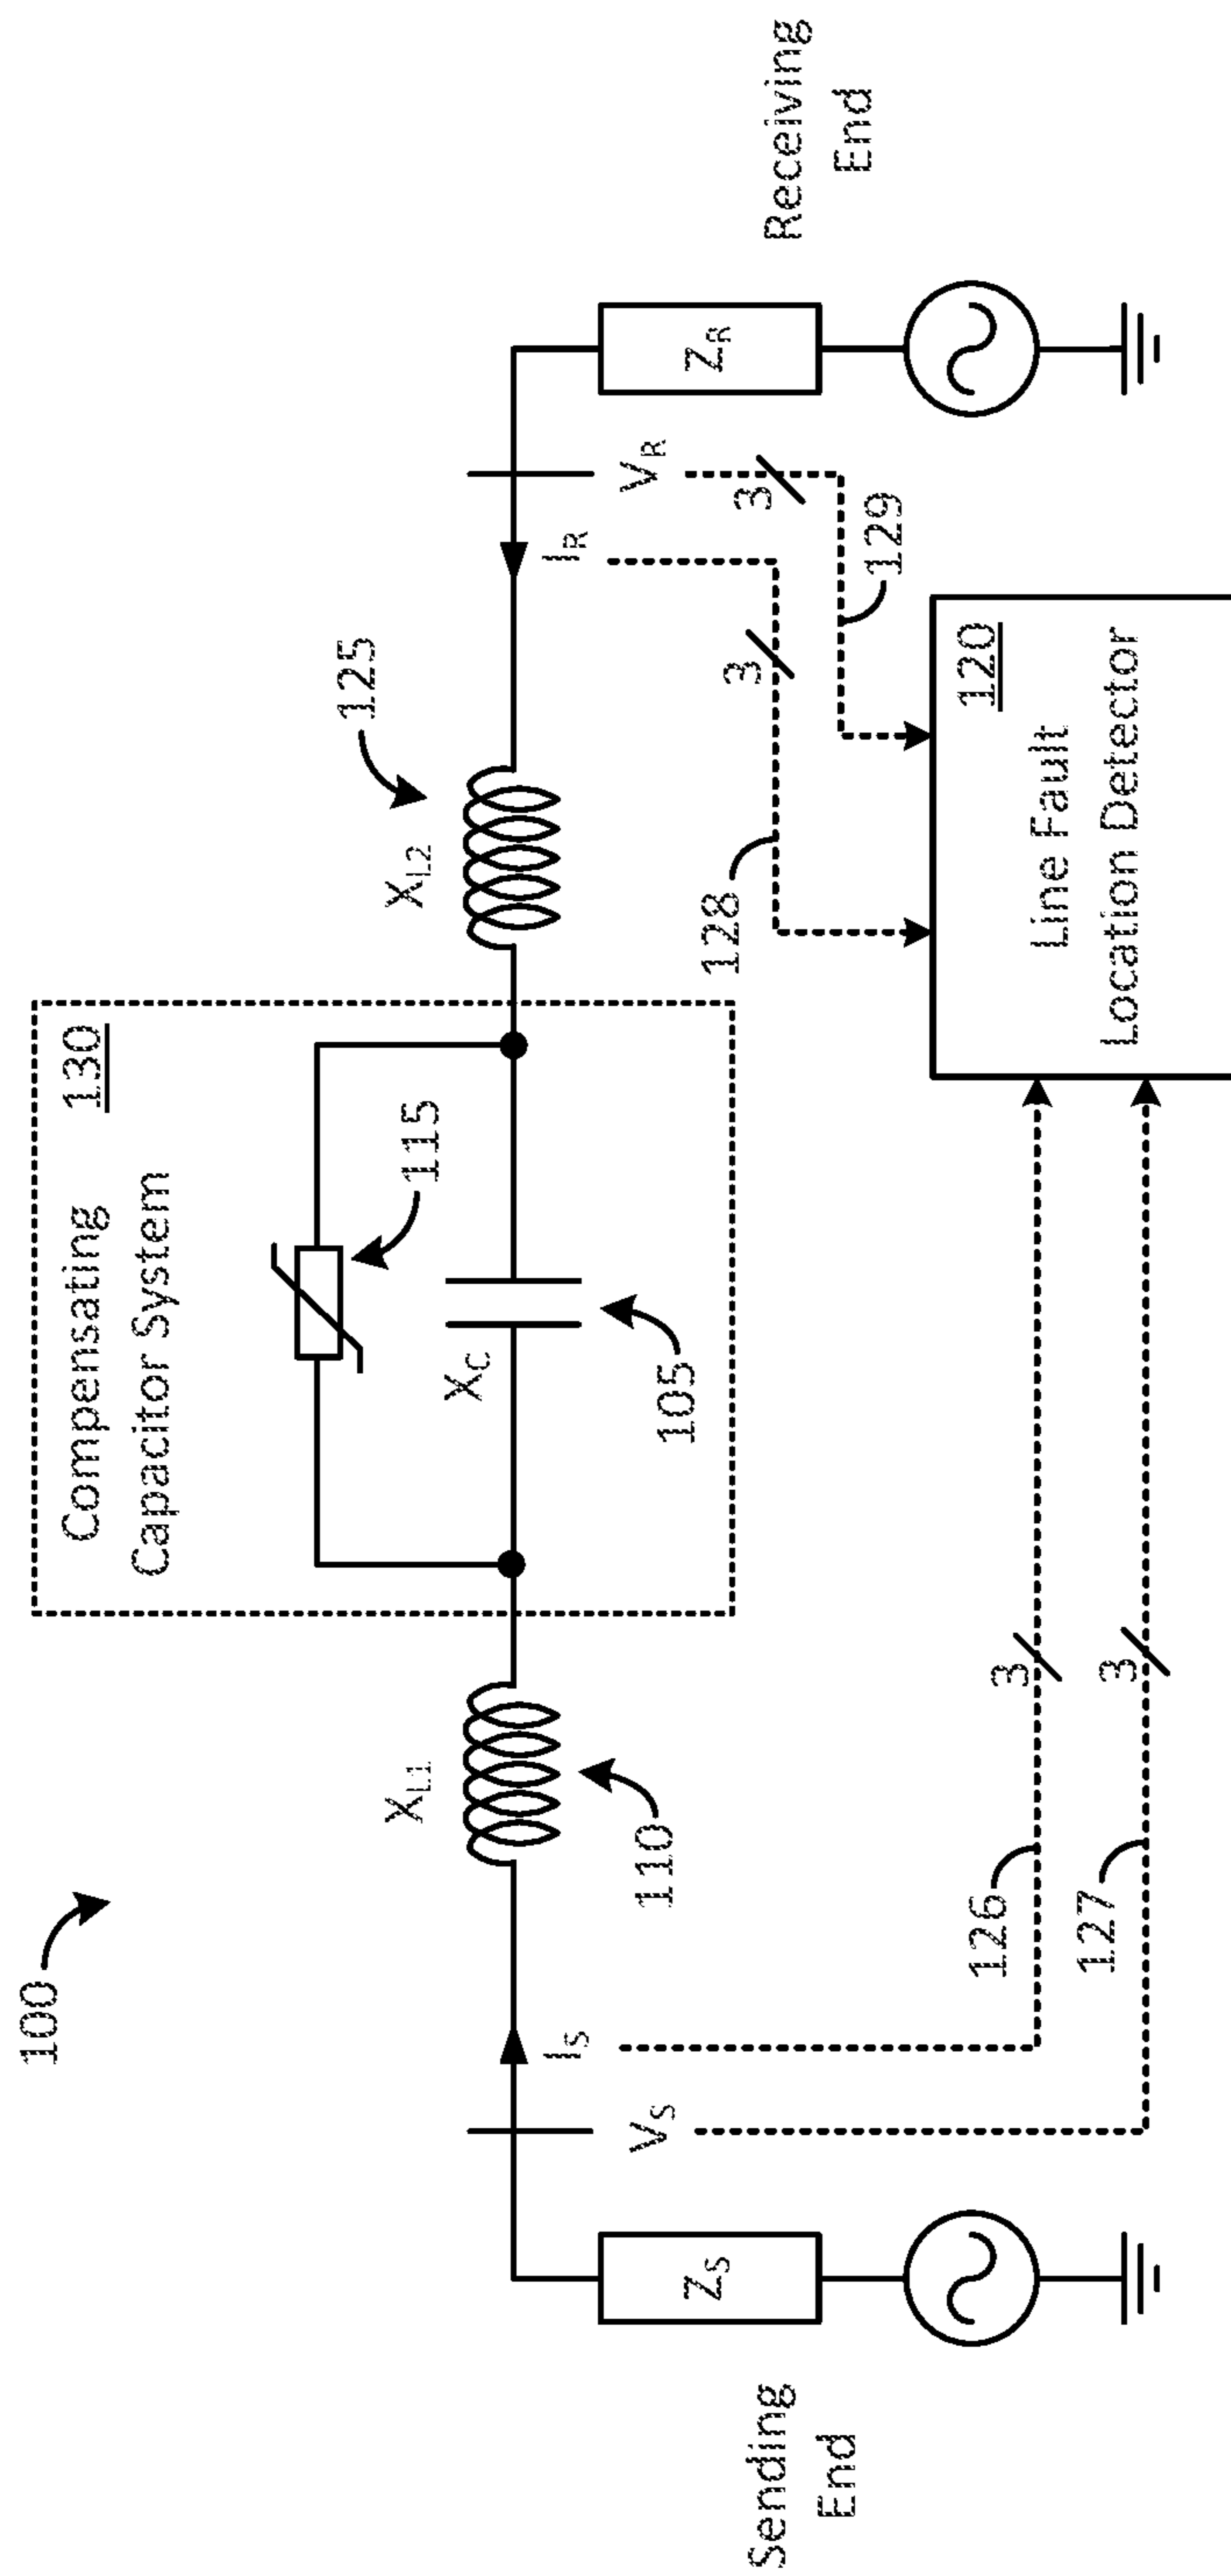 100
Compensating
Capacitor System
130
115
X_C
105
X_L1
110
X_L2
125
Sending
End
Z_S
V_S
I_S
I_R
V_R
Z_R
Receiving
End
126
3
127
3
128
3
129
3
120
Line Fault
Location Detector